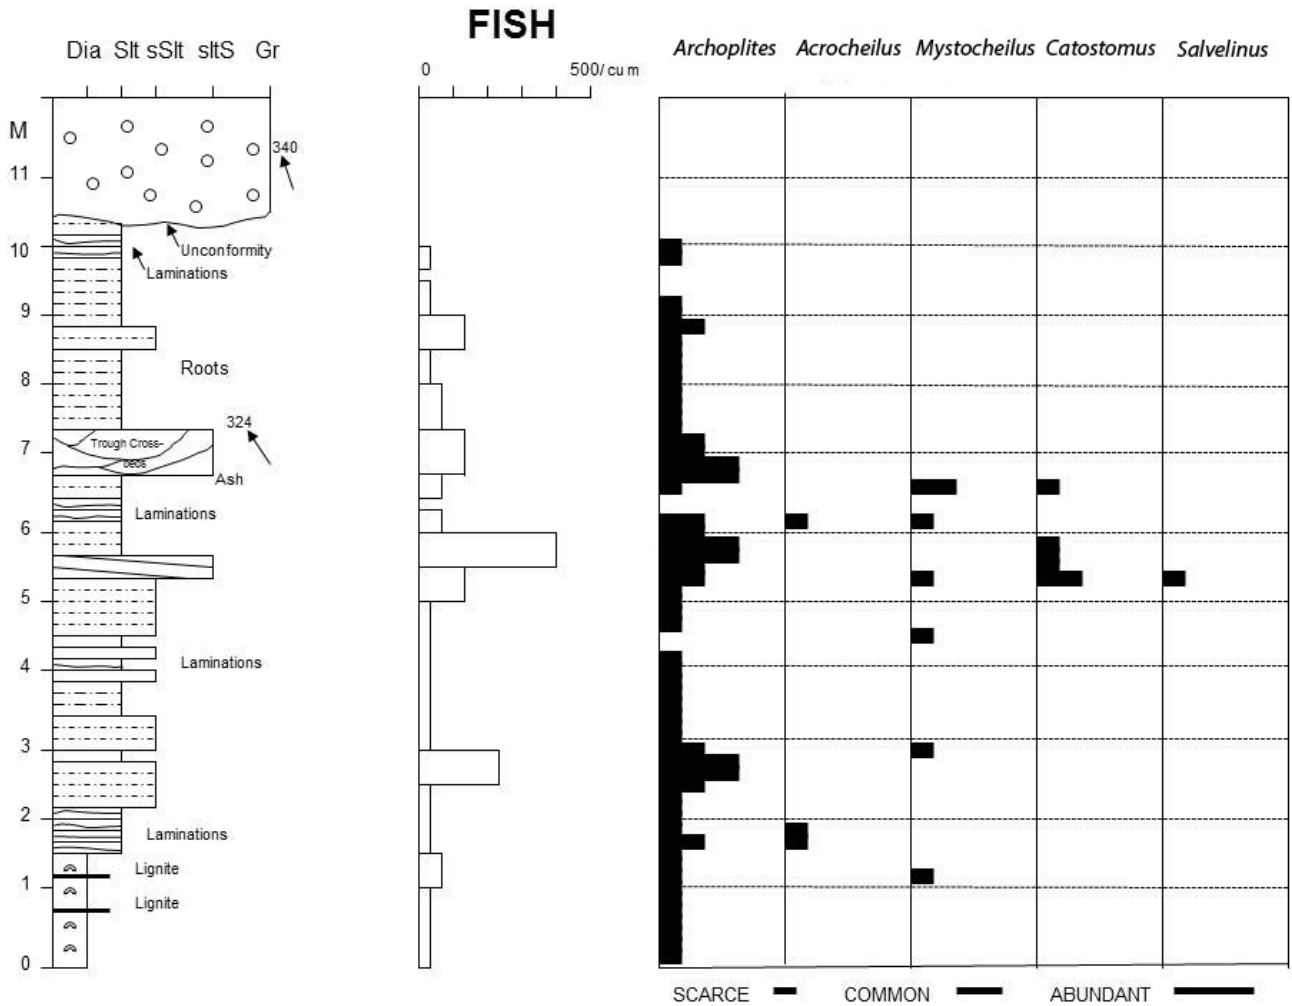 FISH
Dia Slt sSlt sltS Gr
0 500/ cu m
Archoplites Acrocheilus Mystocheilus Catostomus Salvelinus
M
340
11
Unconformity
10
Laminations
9
Roots
8
324
7
Trough Cross-
beds
Ash
Laminations
6
5
Laminations
4
3
2
Laminations
Lignite
1
Lignite
0
SCARCE COMMON ABUNDANT